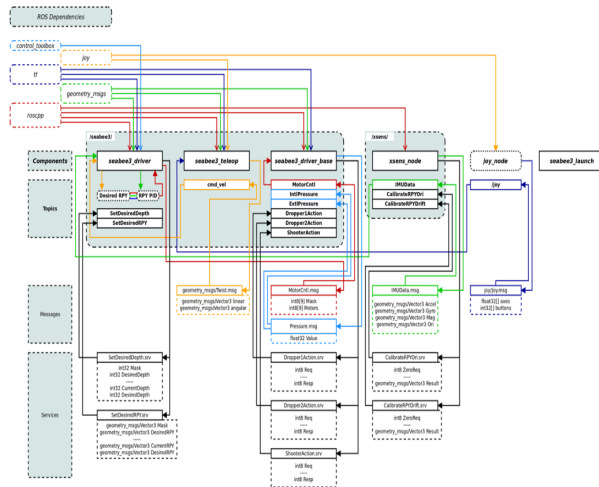 ROS Dependencies
control_toolbox
joy
tf
geometry_msgs
roscpp
/seabee3/
/xsens/
Components
seabee3_driver
seabee3_teleop
seabee3_driver_base
xsens_node
joy_node
seabee3_launch
Topics
Desired RPY
RPY PID
SetDesiredDepth
SetDesiredRPY
cmd_vel
MotorCntl
IntlPressure
ExtlPressure
Dropper1Action
Dropper2Action
ShooterAction
IMUData
CalibrateRPYOri
CalibrateRPYDrift
/joy
Messages
geometry_msgs/Twist.msg
geometry_msgs/Vector3 linear
geometry_msgs/Vector3 angular
MotorCntl.msg
int8[9] Mask
int8[9] Motors
Pressure.msg
float32 Value
IMUData.msg
geometry_msgs/Vector3 Accel
geometry_msgs/Vector3 Gyro
geometry_msgs/Vector3 Mag
geometry_msgs/Vector3 Ori
joy/Joy.msg
float32[] axes
int32[] buttons
Services
SetDesiredDepth.srv
int32 Mask
int32 DesiredDepth
----
int32 CurrentDepth
int32 DesiredDepth
SetDesiredRPY.srv
geometry_msgs/Vector3 Mask
geometry_msgs/Vector3 DesiredRPY
----
geometry_msgs/Vector3 CurrentRPY
geometry_msgs/Vector3 DesiredRPY
Dropper1Action.srv
int8 Req
----
int8 Resp
Dropper2Action.srv
int8 Req
----
int8 Resp
ShooterAction.srv
int8 Req
----
int8 Resp
CalibrateRPYOri.srv
int8 ZeroReq
----
geometry_msgs/Vector3 Result
CalibrateRPYDrift.srv
int8 ZeroReq
----
geometry_msgs/Vector3 Result